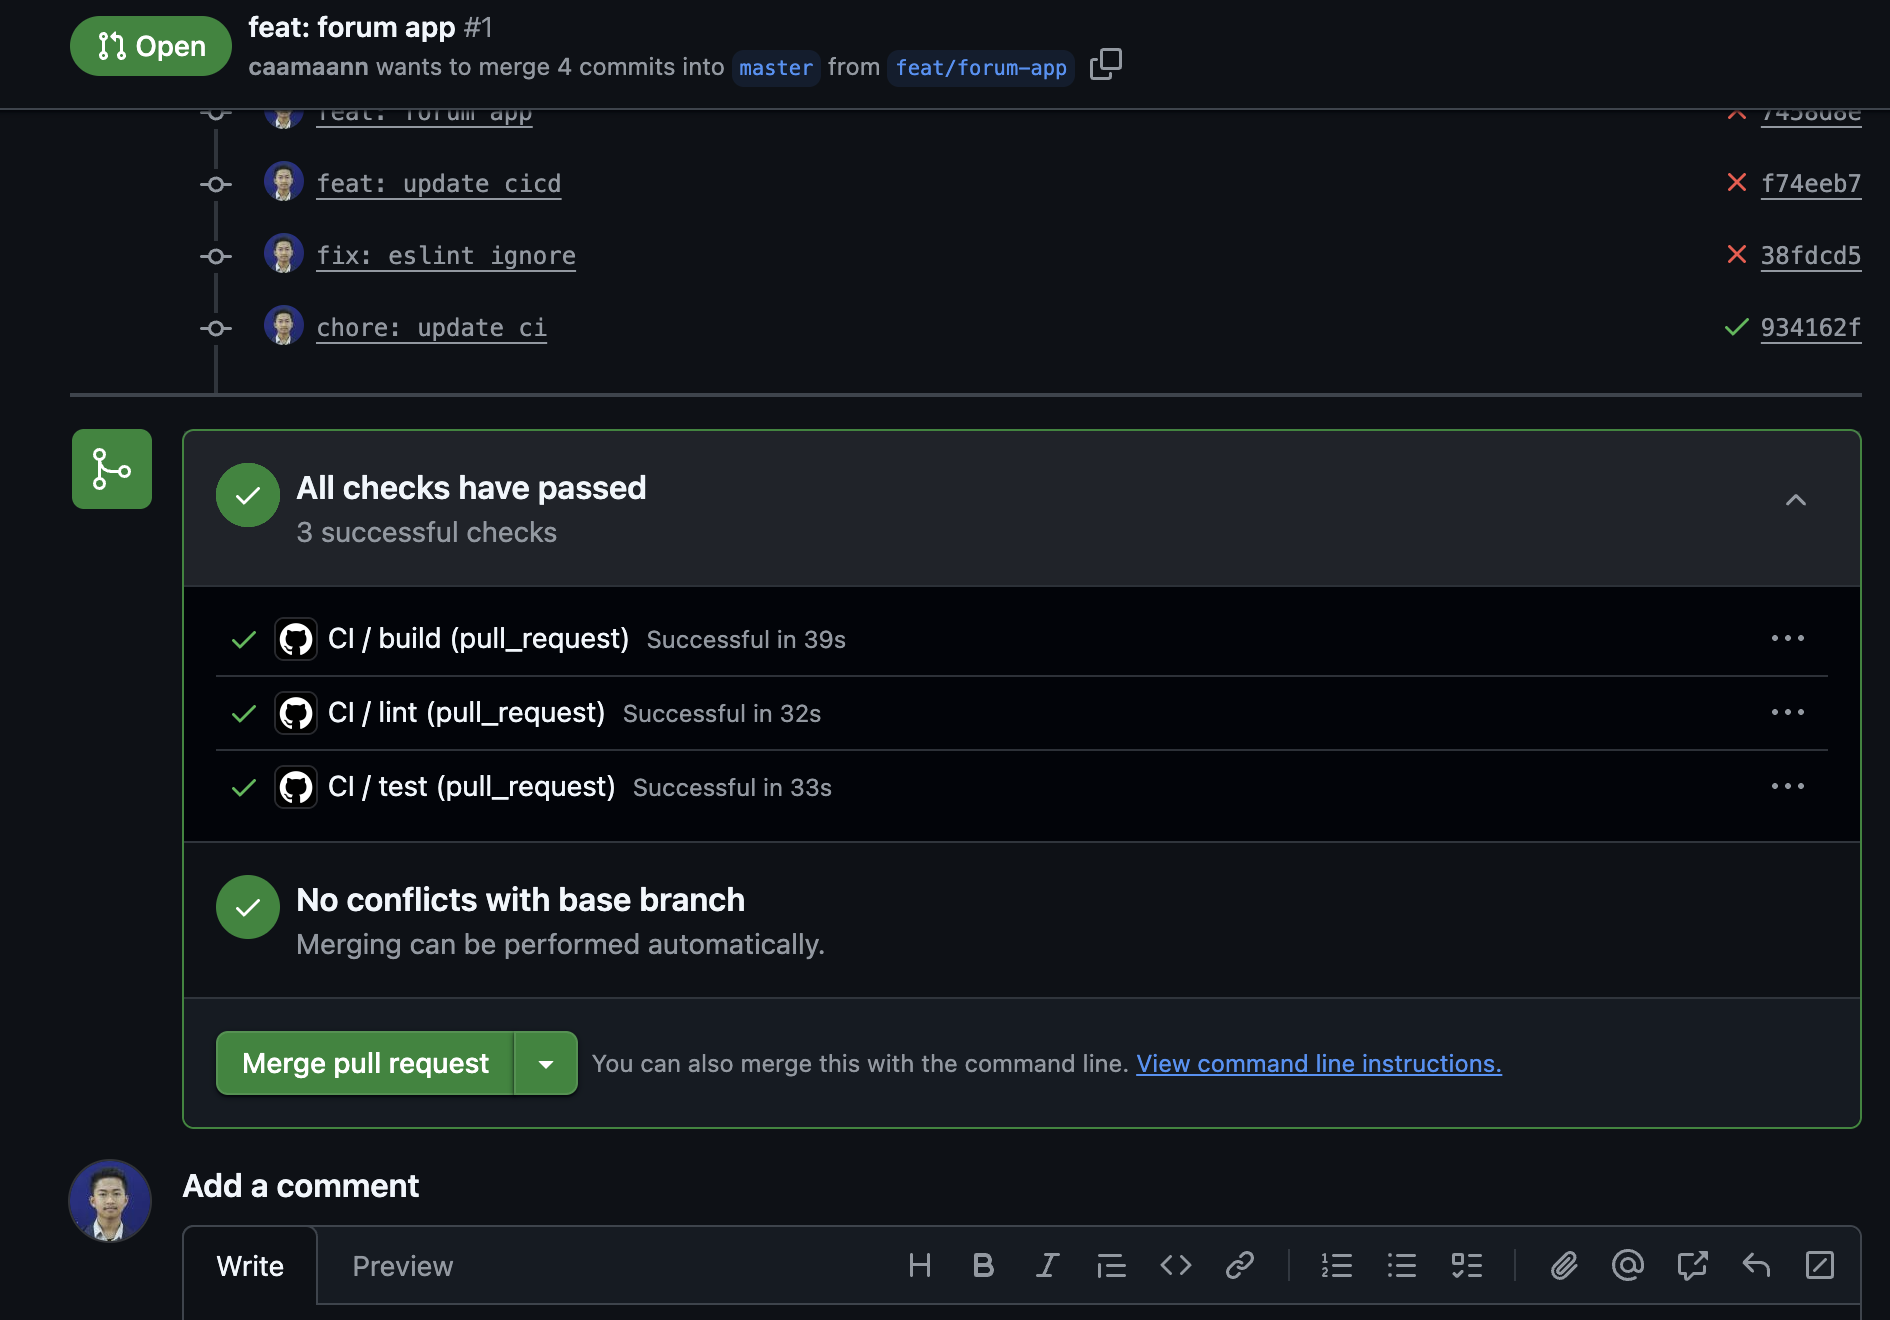 Open
feat: forum app #1
caamaann wants to merge 4 commits into master from feat/forum-app
feat: forum app 7458d8e
feat: update cicd f74eeb7
fix: eslint ignore 38fdcd5
chore: update ci 934162f
All checks have passed
3 successful checks
CI / build (pull_request) Successful in 39s
CI / lint (pull_request) Successful in 32s
CI / test (pull_request) Successful in 33s
No conflicts with base branch
Merging can be performed automatically.
Merge pull request You can also merge this with the command line. View command line instructions.
Add a comment
Write Preview